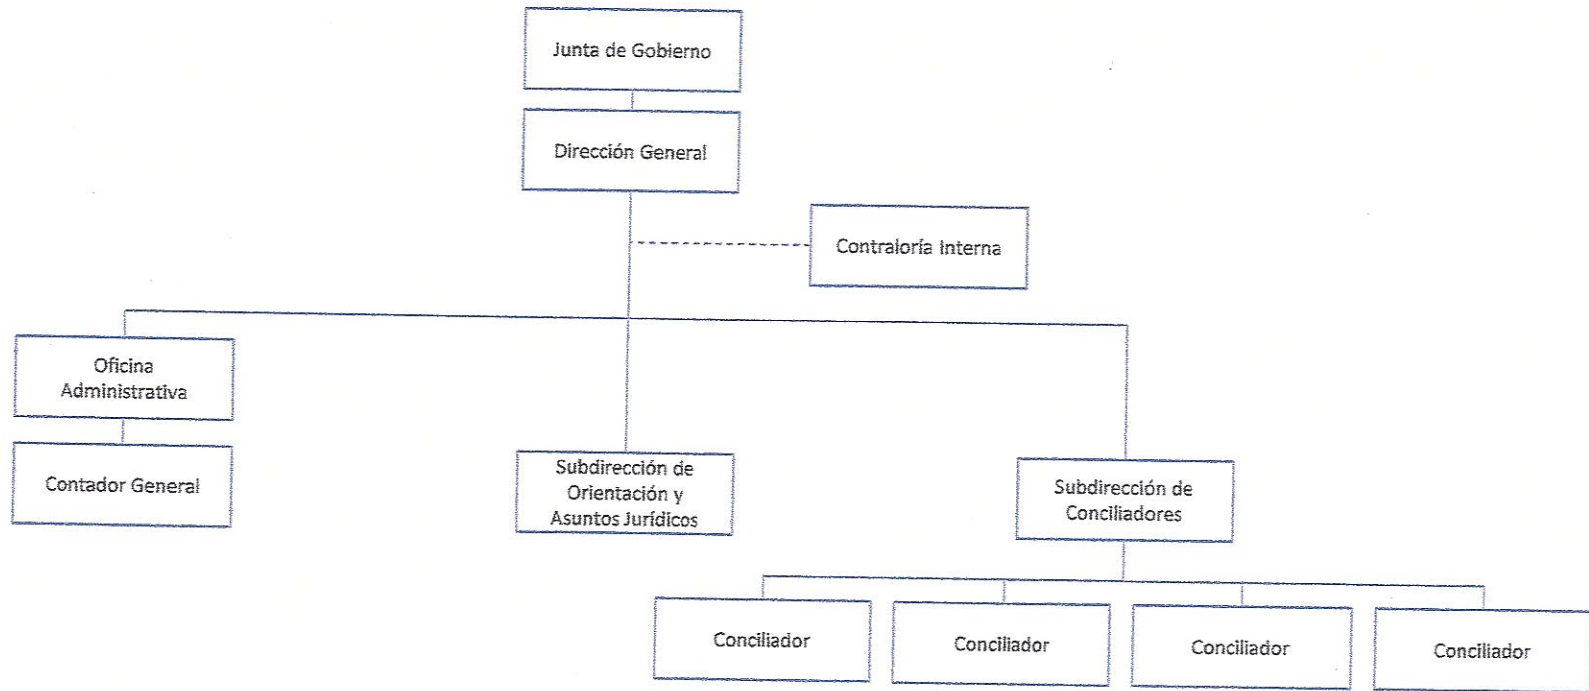 Junta de Gobierno
Dirección General
Contraloría Interna
Oficina
Administrativa
Contador General
Subdirección de
Orientación y
Asuntos Jurídicos
Subdirección de
Conciliadores
Conciliador
Conciliador
Conciliador
Conciliador